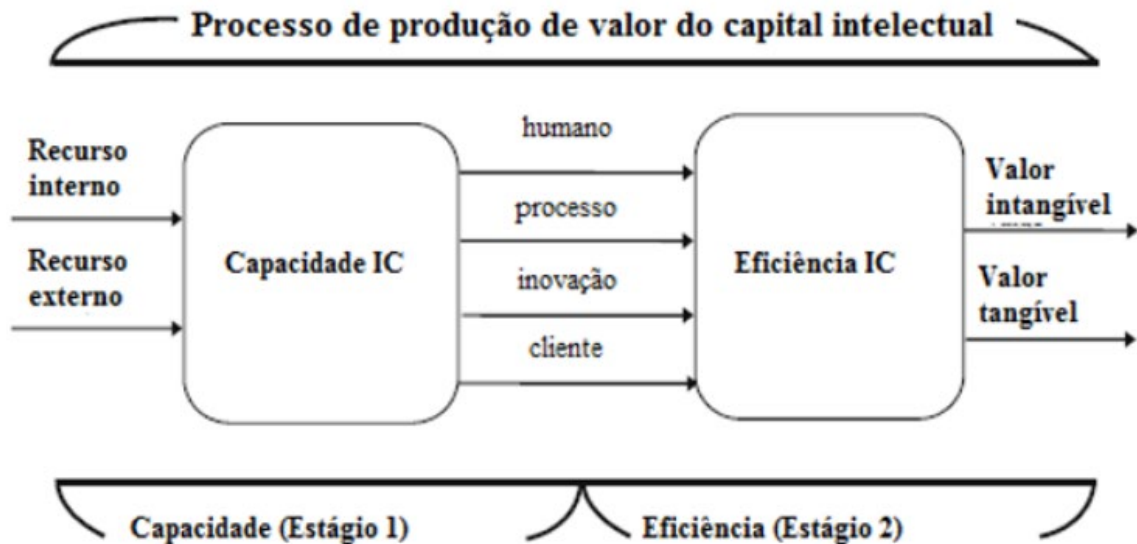 Processo de produção de valor do capital intelectual
humano
Recurso
interno
processo
Valor
intangível
Recurso
externo
Capacidade IC
inovação
Eficiência IC
Valor
tangível
cliente
Capacidade (Estágio 1)
Eficiência (Estágio 2)